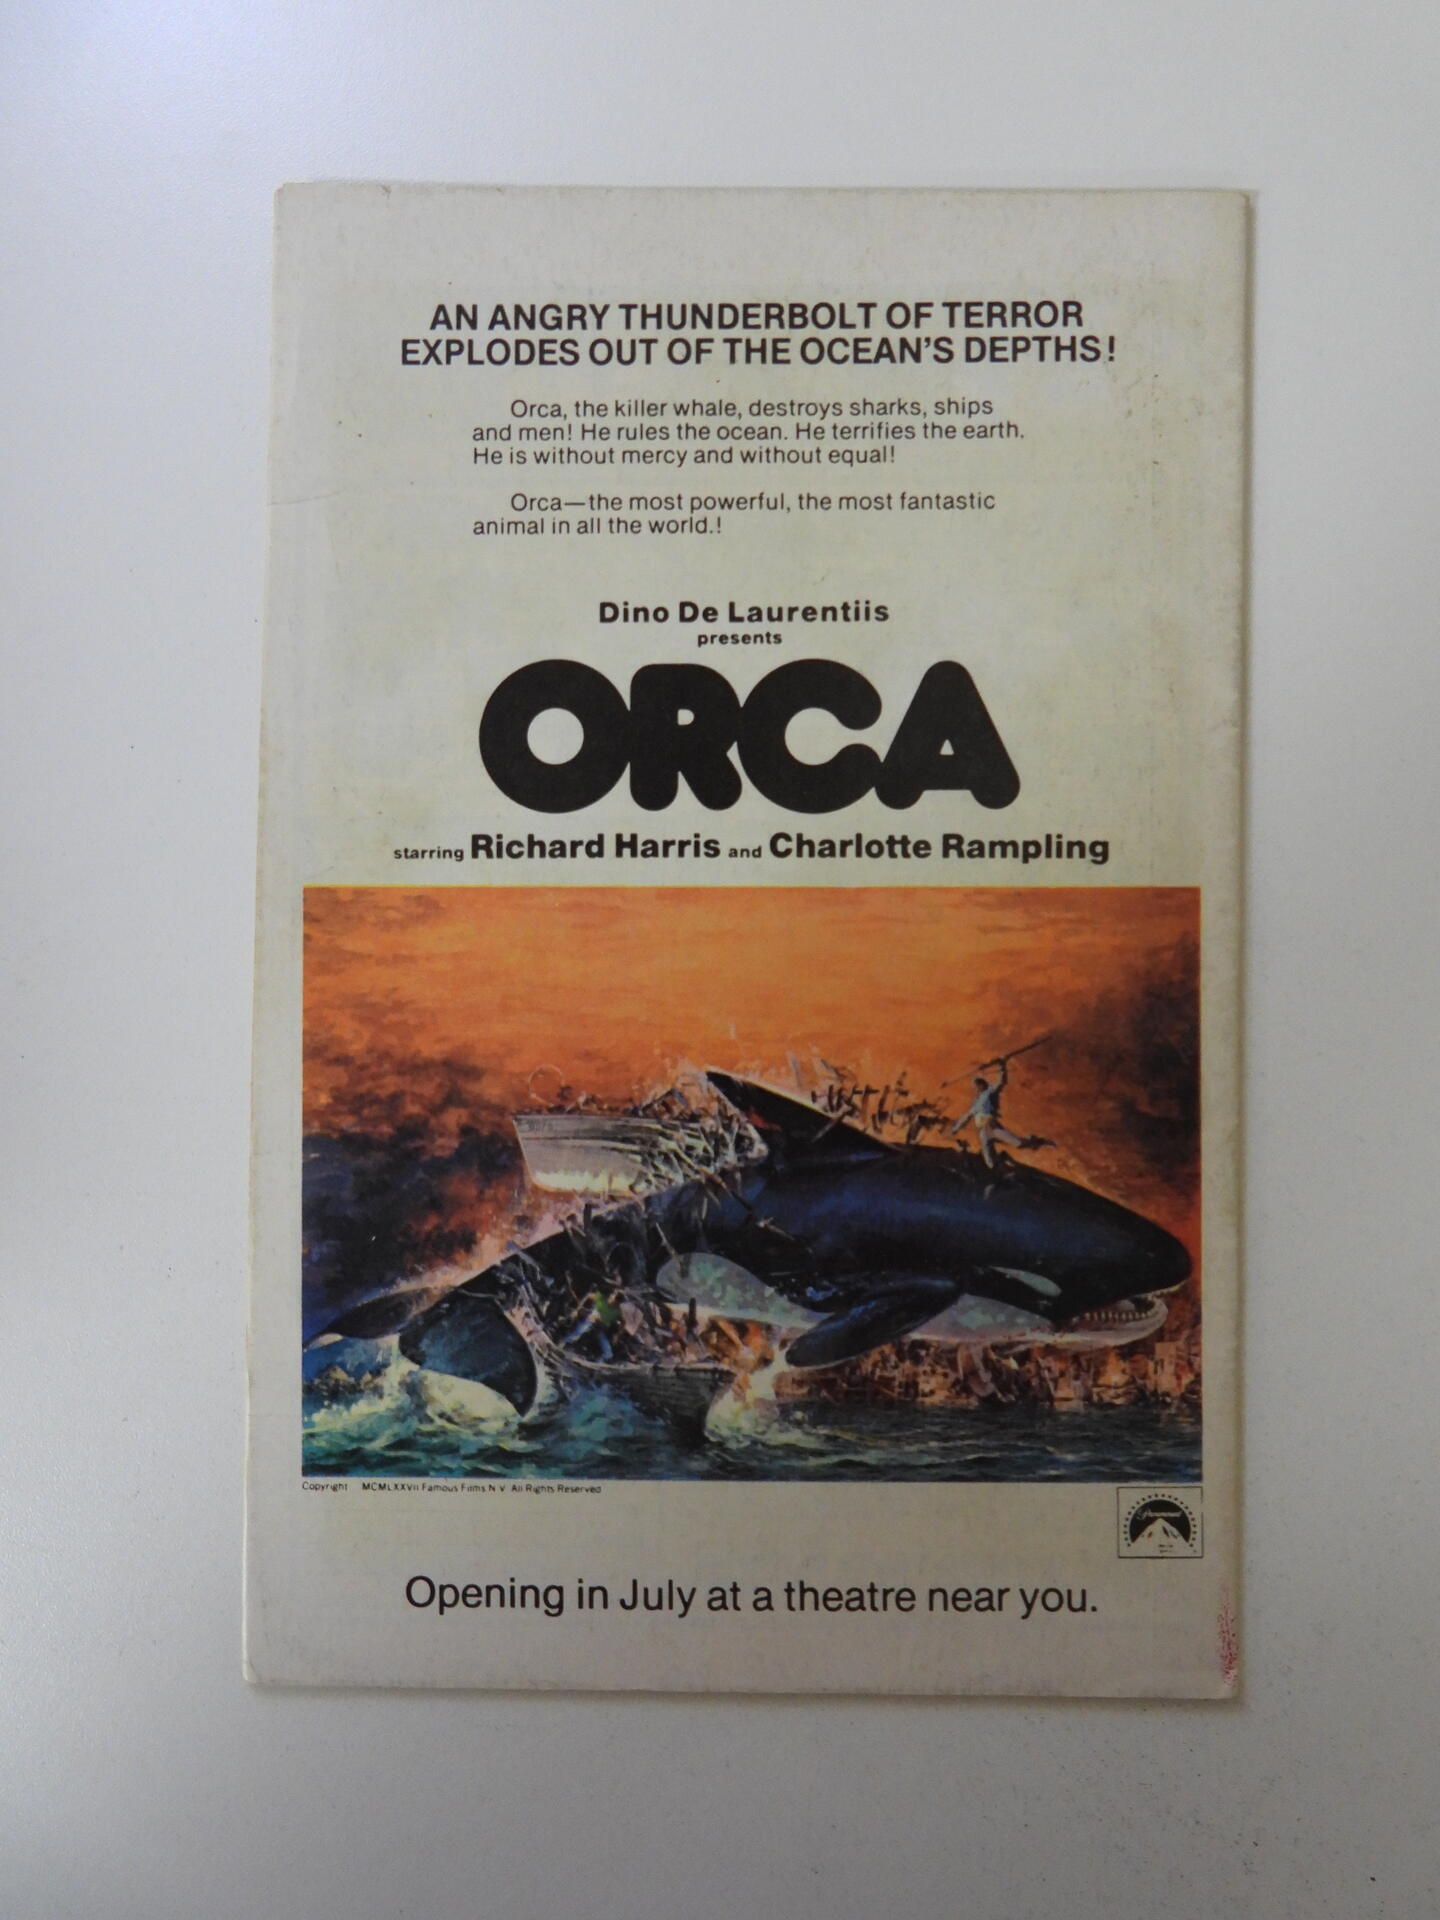 AN ANGRY THUNDERBOLT OF TERROR
EXPLODES OUT OF THE OCEAN'S DEPTHS!
Orca, the killer whale, destroys sharks, ships
and men! He rules the ocean. He terrifies the earth.
He is without mercy and without equal!
Orca—the most powerful, the most fantastic
animal in all the world.!
Dino De Laurentiis
presents
ORCA
starring Richard Harris and Charlotte Rampling
Copyright MCMLXXVII Famous Films N V All Rights Reserved
Paramount
Opening in July at a theatre near you.